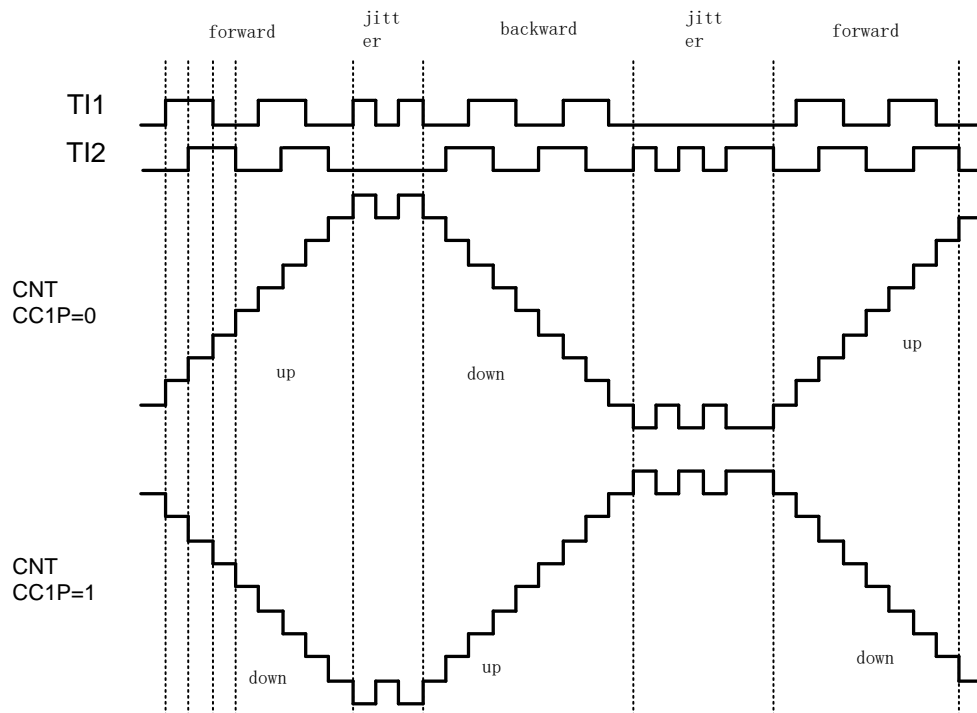 forward
jitt
er
backward
jitt
er
forward
TI1
TI2
CNT
CC1P=0
up
down
up
CNT
CC1P=1
down
up
down